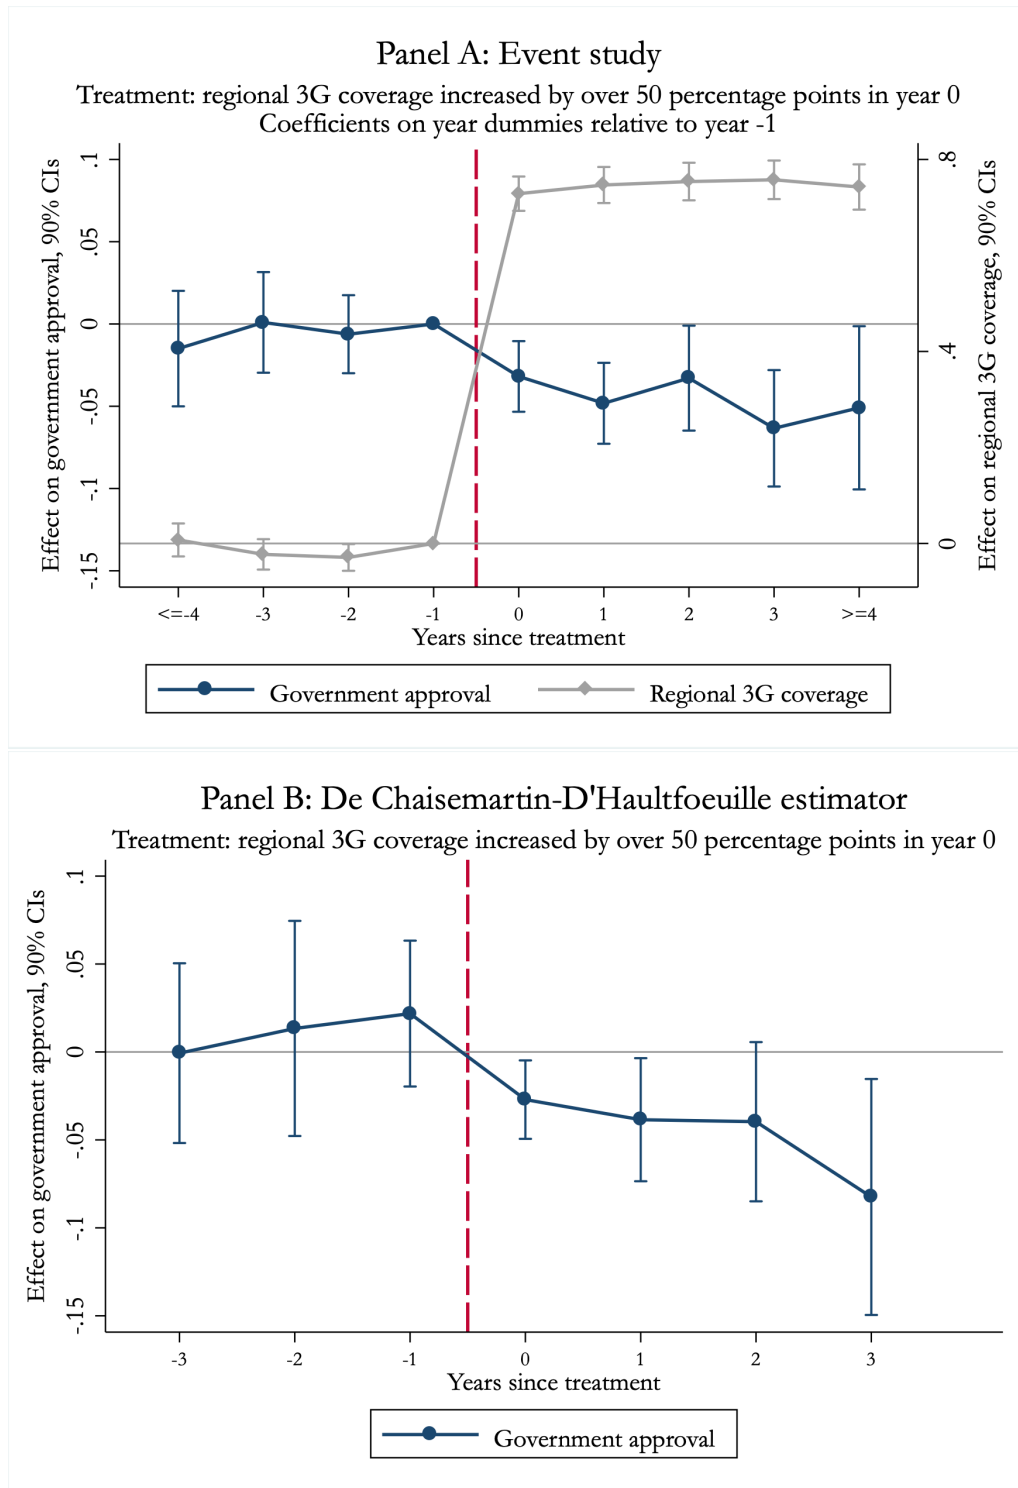 Panel A: Event study
Treatment: regional 3G coverage increased by over 50 percentage points in year 0
Coefficients on year dummies relative to year -1
Effect on government approval, 90% CIs
.1
.05
0
-.05
-.1
-.15
Effect on regional 3G coverage, 90% CIs
.8
.4
0
<=-4 -3 -2 -1 0 1 2 3 >=4
Years since treatment
Government approval Regional 3G coverage
Panel B: De Chaisemartin-D'Haultfoeuille estimator
Treatment: regional 3G coverage increased by over 50 percentage points in year 0
Effect on government approval, 90% CIs
.1
.05
0
-.05
-.1
-.15
-3 -2 -1 0 1 2 3
Years since treatment
Government approval